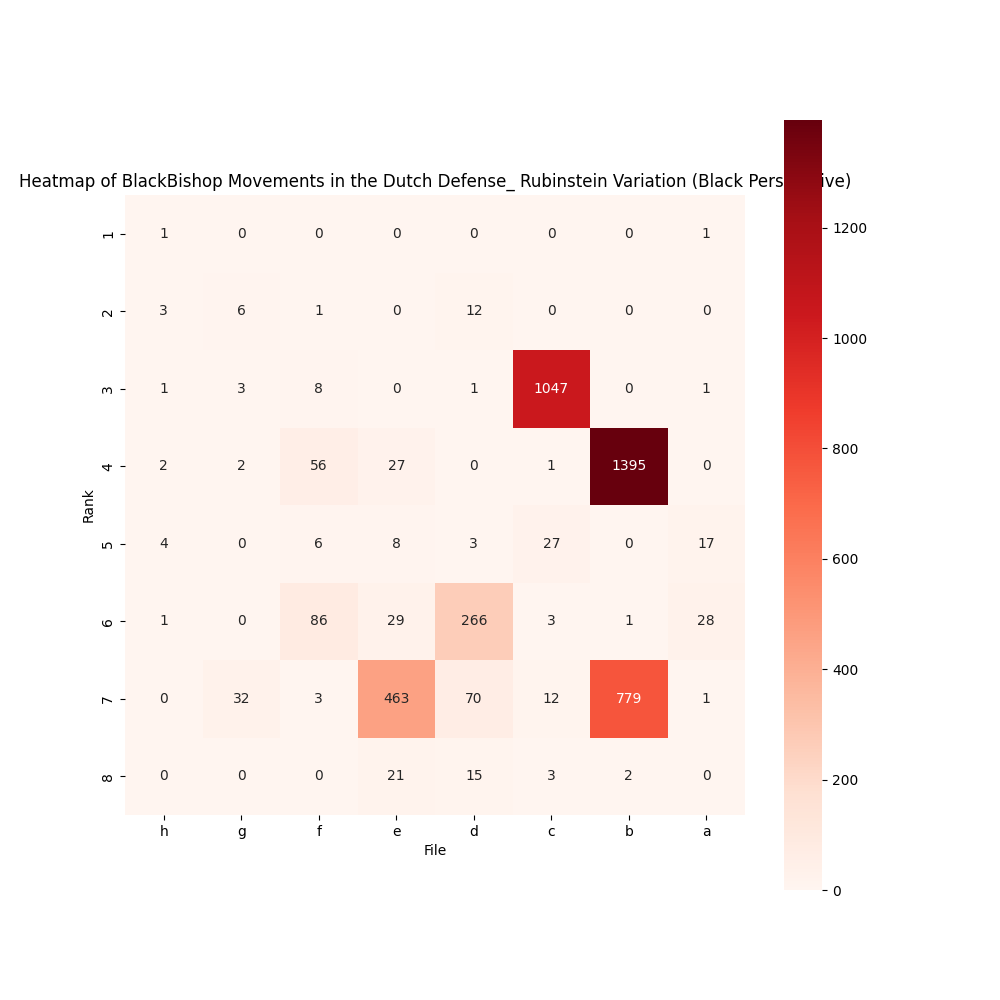 Heatmap of BlackBishop Movements in the Dutch Defense_ Rubinstein Variation (Black Pers ive)
1 1 0 0 0 0 0 0 1
1200
2 3 6 1 0 12 0 0 0
1000
3 1 3 8 0 1 1047 0 1
800
4 2 2 56 27 0 1 1395 0
Rank
5 4 0 6 8 3 27 0 17
600
6 1 0 86 29 266 3 1 28
400
7 0 32 3 463 70 12 779 1
8 0 0 0 21 15 3 2 0
200
h g f e d c b a
File
0